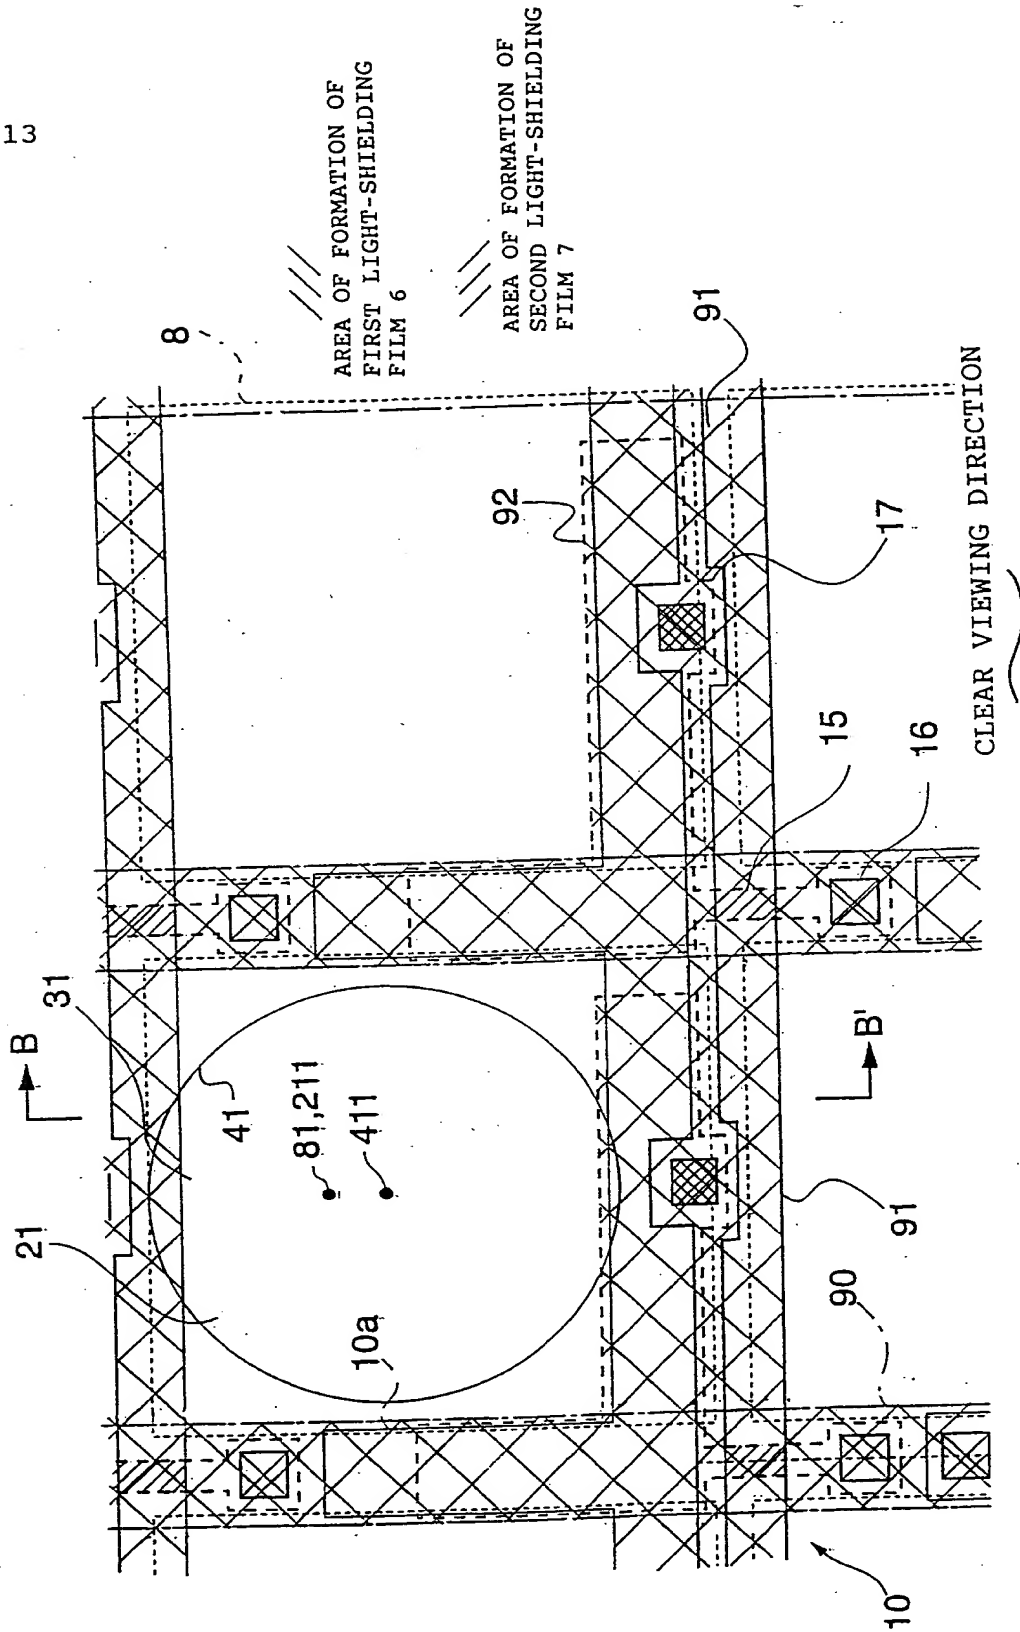 13
8
AREA OF FORMATION OF
FIRST LIGHT-SHIELDING
FILM 6
AREA OF FORMATION OF
SECOND LIGHT-SHIELDING
FILM 7
91
92
17
CLEAR VIEWING DIRECTION
15
16
31
B
41
81,211
411
B'
21
91
10a
90
10